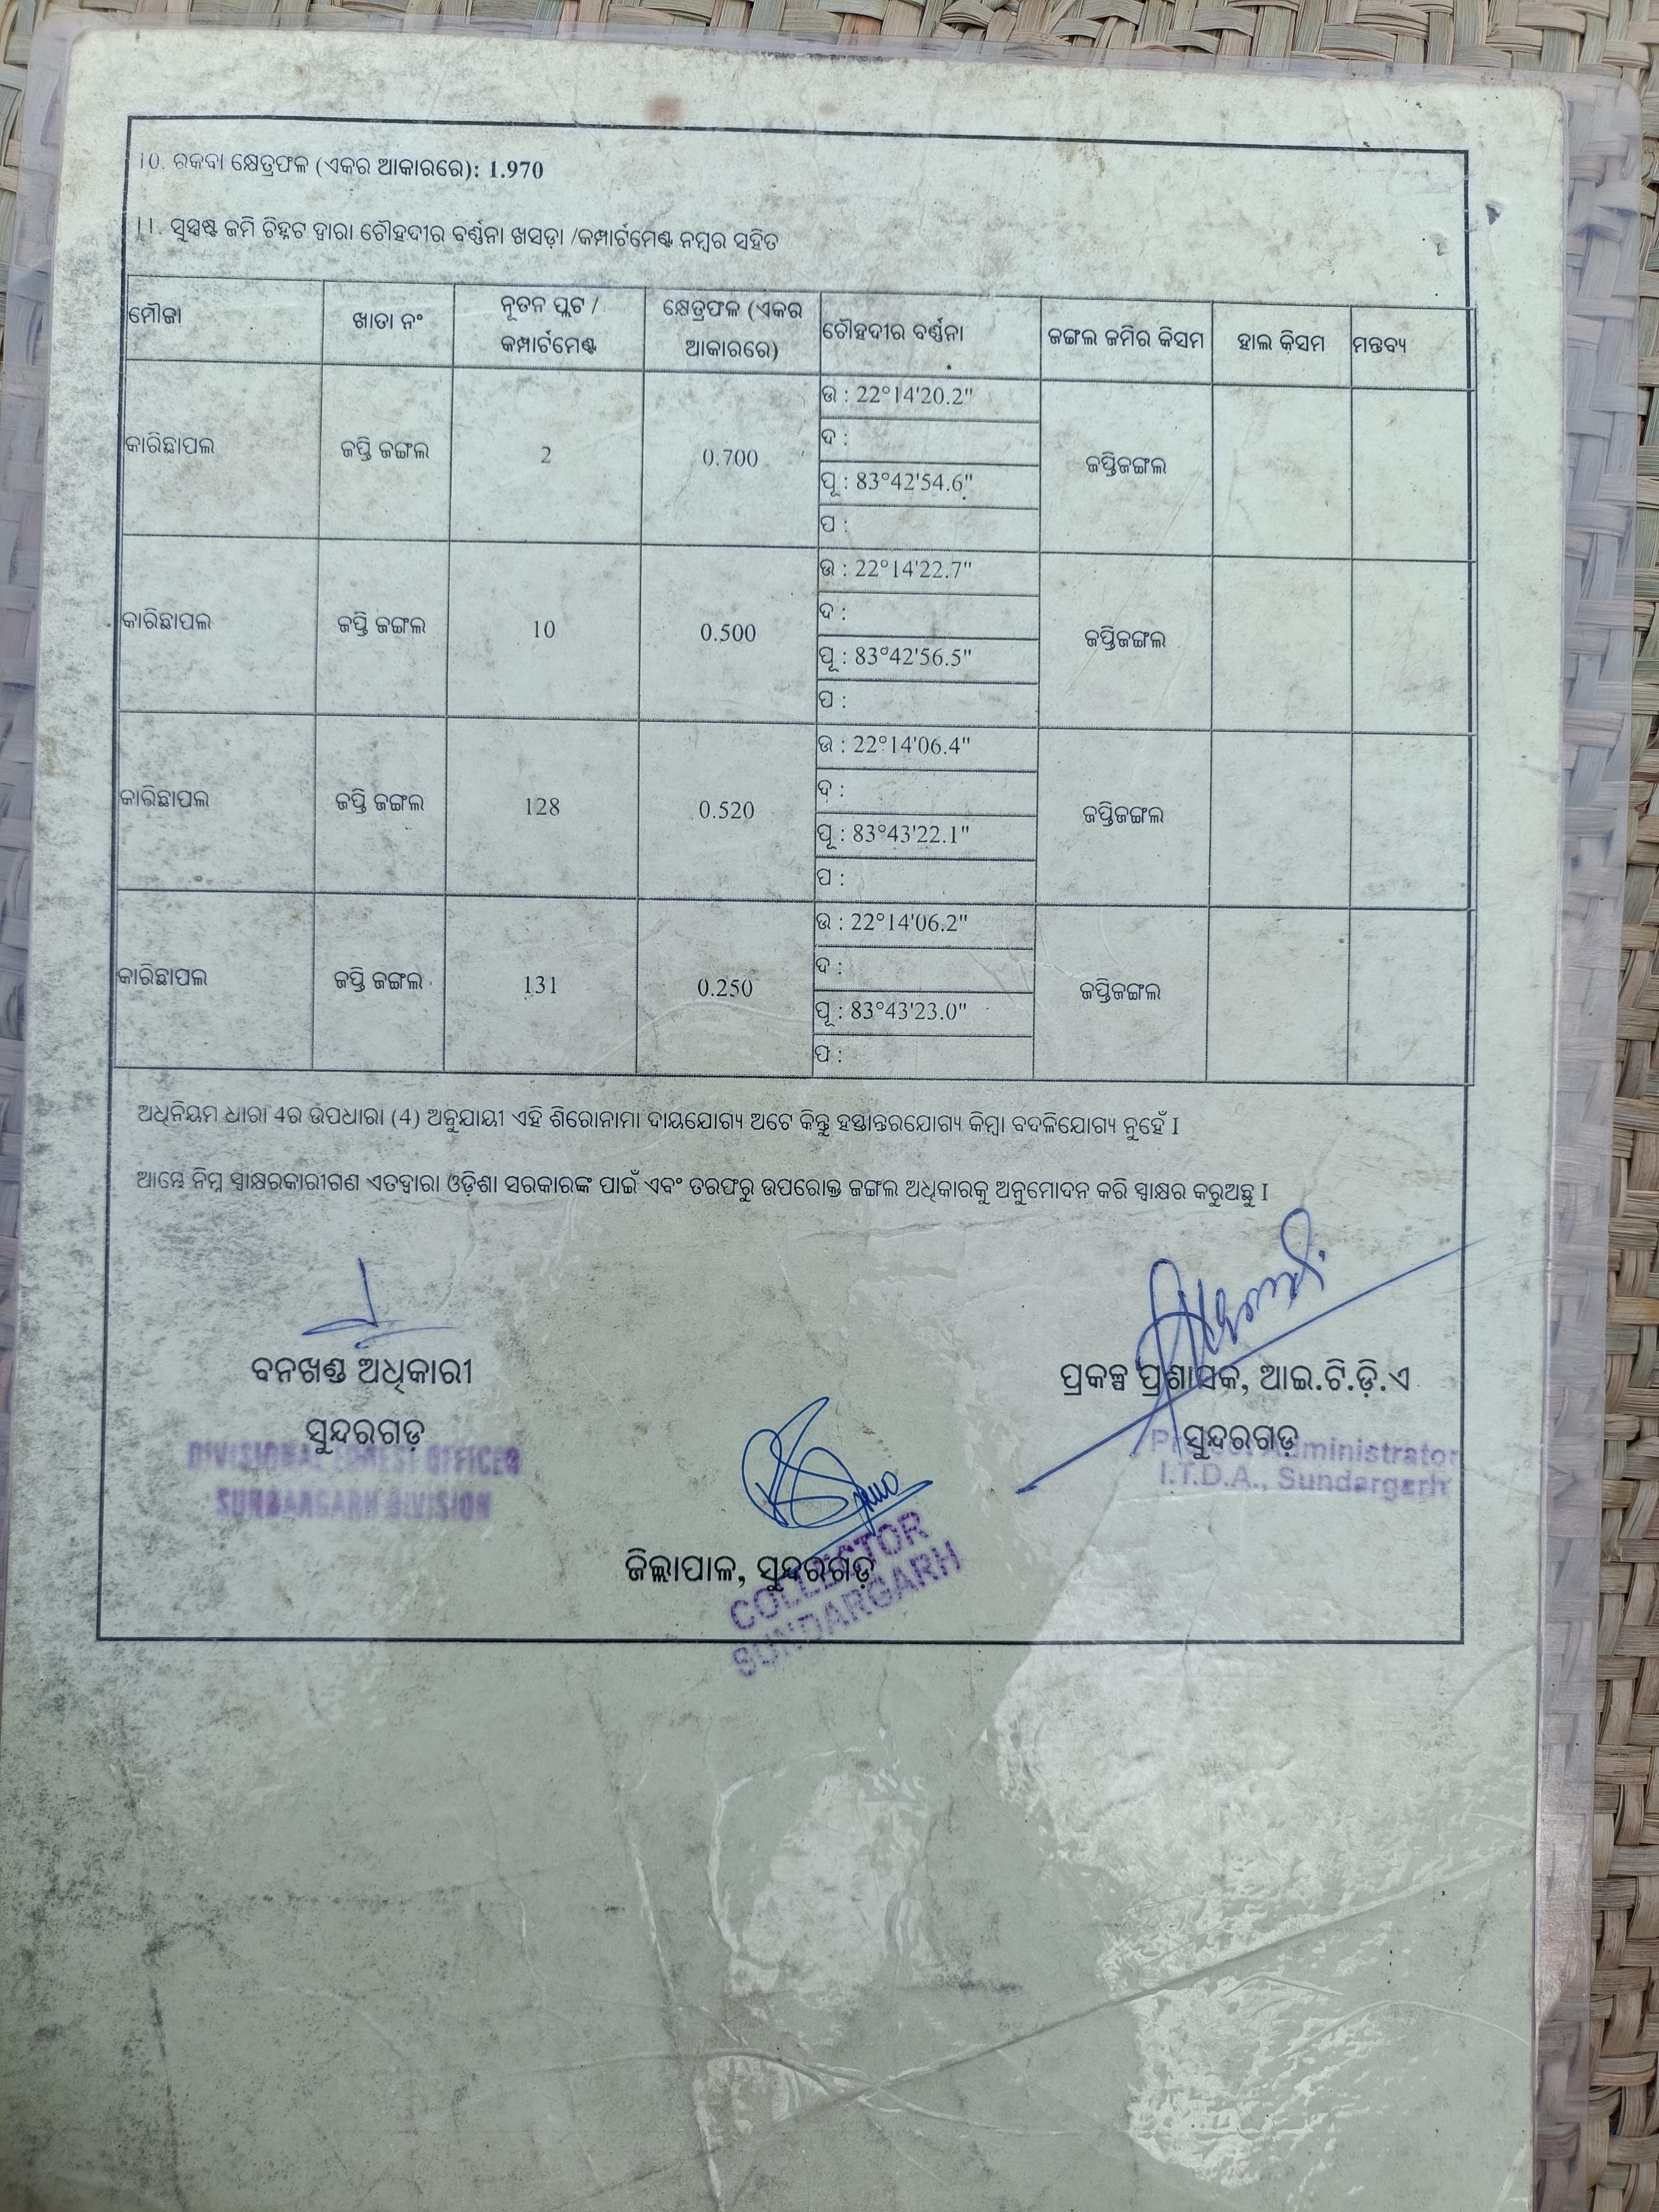 10. ରକବା କ୍ଷେତ୍ରଫଳ (ଏକର ଆକାରରେ): 1.970
11. ସୁସ୍ପଷ୍ଟ ଜମି ଚିହ୍ନଟ ଦ୍ଵାରା ଚୌହଦୀର ବର୍ଣ୍ଣନା ଖସଡ଼ା /କମ୍ପାର୍ଟମେଣ୍ଟ ନମ୍ବର ସହିତ
ମୌଜା ଖାତା ନଂ ନୂତନ ପ୍ଲଟ / କମ୍ପାର୍ଟମେଣ୍ଟ କ୍ଷେତ୍ରଫଳ (ଏକର ଆକାରରେ) ଚୌହଦୀର ବର୍ଣ୍ଣନା ଜଙ୍ଗଲ ଜମିର କିସମ ହାଲ କିସମ ମନ୍ତବ୍ୟ
କାରିଛାପଲ ଜପ୍ତି ଜଙ୍ଗଲ 2 0.700 ଉ : 22°14'20.2" ଜପ୍ତିଜଙ୍ଗଲ
ଦ :
ପୂ : 83°42'54.6"
ପ :
କାରିଛାପଲ ଜପ୍ତି ଜଙ୍ଗଲ 10 0.500 ଉ : 22°14'22.7" ଜପ୍ତିଜଙ୍ଗଲ
ଦ :
ପୂ : 83°42'56.5"
ପ :
କାରିଛାପଲ ଜପ୍ତି ଜଙ୍ଗଲ 128 0.520 ଉ : 22°14'06.4" ଜପ୍ତିଜଙ୍ଗଲ
ଦ :
ପୂ : 83°43'22.1"
ପ :
କାରିଛାପଲ ଜପ୍ତି ଜଙ୍ଗଲ 131 0.250 ଉ : 22°14'06.2" ଜପ୍ତିଜଙ୍ଗଲ
ଦ :
ପୂ : 83°43'23.0"
ପ :
ଅଧିନିୟମ ଧାରା 4ର ଉପଧାରା (4) ଅନୁଯାୟୀ ଏହି ଶିରୋନାମା ଦାୟଯୋଗ୍ୟ ଅଟେ କିନ୍ତୁ ହସ୍ତାନ୍ତରଯୋଗ୍ୟ କିମ୍ବା ବଦଳିଯୋଗ୍ୟ ନୁହେଁ I
ଆମ୍ଭେ ନିମ୍ନ ସ୍ୱାକ୍ଷରକାରୀଗଣ ଏତଦ୍ୱାରା ଓଡ଼ିଶା ସରକାରଙ୍କ ପାଇଁ ଏବଂ ତରଫରୁ ଉପରୋକ୍ତ ଜଙ୍ଗଲ ଅଧିକାରକୁ ଅନୁମୋଦନ କରି ସ୍ୱାକ୍ଷର କରୁଅଛୁ I
ବନଖଣ୍ଡ ଅଧିକାରୀ
ସୁନ୍ଦରଗଡ଼
DIVISIONAL FOREST OFFICER
SUNDARGARH DIVISION
ପ୍ରକଳ୍ପ ପ୍ରଶାସକ, ଆଇ.ଟି.ଡ଼ି.ଏ
ସୁନ୍ଦରଗଡ଼
Project Administrator
I.T.D.A., Sundargarh
ଜିଲ୍ଲାପାଳ, ସୁନ୍ଦରଗଡ଼
COLLECTOR
SUNDARGARH